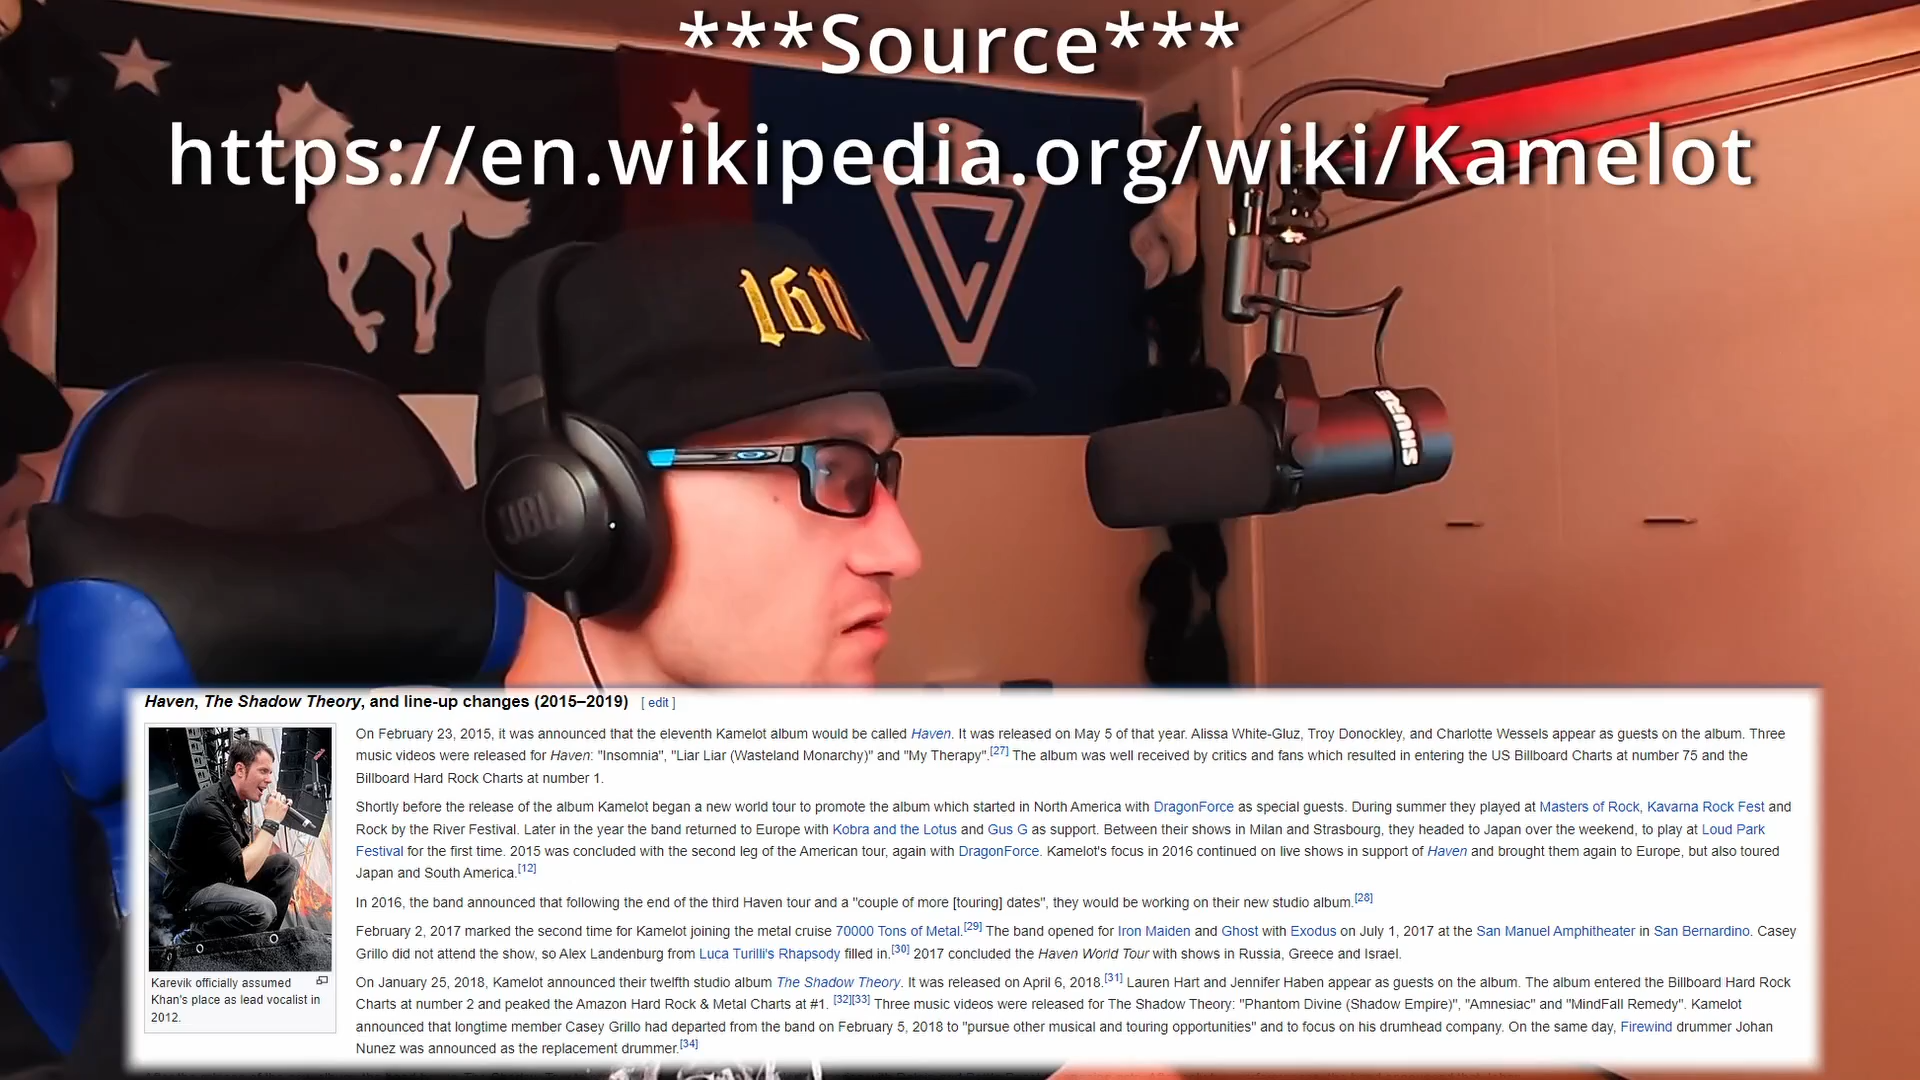 ***Source***
https://en.wikipedia.org/wiki/Kamelot
SHURE
JBL
Haven, The Shadow Theory, and line-up changes (2015–2019) [ edit ]
On February 23, 2015, it was announced that the eleventh Kamelot album would be called Haven. It was released on May 5 of that year. Alissa White-Gluz, Troy Donockley, and Charlotte Wessels appear as guests on the album. Three
music videos were released for Haven: "Insomnia", "Liar Liar (Wasteland Monarchy)" and "My Therapy".[27] The album was well received by critics and fans which resulted in entering the US Billboard Charts at number 75 and the
Billboard Hard Rock Charts at number 1.
Shortly before the release of the album Kamelot began a new world tour to promote the album which started in North America with DragonForce as special guests. During summer they played at Masters of Rock, Kavarna Rock Fest and
Rock by the River Festival. Later in the year the band returned to Europe with Kobra and the Lotus and Gus G as support. Between their shows in Milan and Strasbourg, they headed to Japan over the weekend, to play at Loud Park
Festival for the first time. 2015 was concluded with the second leg of the American tour, again with DragonForce. Kamelot's focus in 2016 continued on live shows in support of Haven and brought them again to Europe, but also toured
Japan and South America.[12]
In 2016, the band announced that following the end of the third Haven tour and a "couple of more [touring] dates", they would be working on their new studio album.[28]
February 2, 2017 marked the second time for Kamelot joining the metal cruise 70000 Tons of Metal.[29] The band opened for Iron Maiden and Ghost with Exodus on July 1, 2017 at the San Manuel Amphitheater in San Bernardino. Casey
Grillo did not attend the show, so Alex Landenburg from Luca Turilli's Rhapsody filled in.[30] 2017 concluded the Haven World Tour with shows in Russia, Greece and Israel.
On January 25, 2018, Kamelot announced their twelfth studio album The Shadow Theory. It was released on April 6, 2018.[31] Lauren Hart and Jennifer Haben appear as guests on the album. The album entered the Billboard Hard Rock
Charts at number 2 and peaked the Amazon Hard Rock & Metal Charts at #1. [32][33] Three music videos were released for The Shadow Theory: "Phantom Divine (Shadow Empire)", "Amnesiac" and "MindFall Remedy". Kamelot
announced that longtime member Casey Grillo had departed from the band on February 5, 2018 to "pursue other musical and touring opportunities" and to focus on his drumhead company. On the same day, Firewind drummer Johan
Nunez was announced as the replacement drummer.[34]
Karevik officially assumed
Khan's place as lead vocalist in
2012.